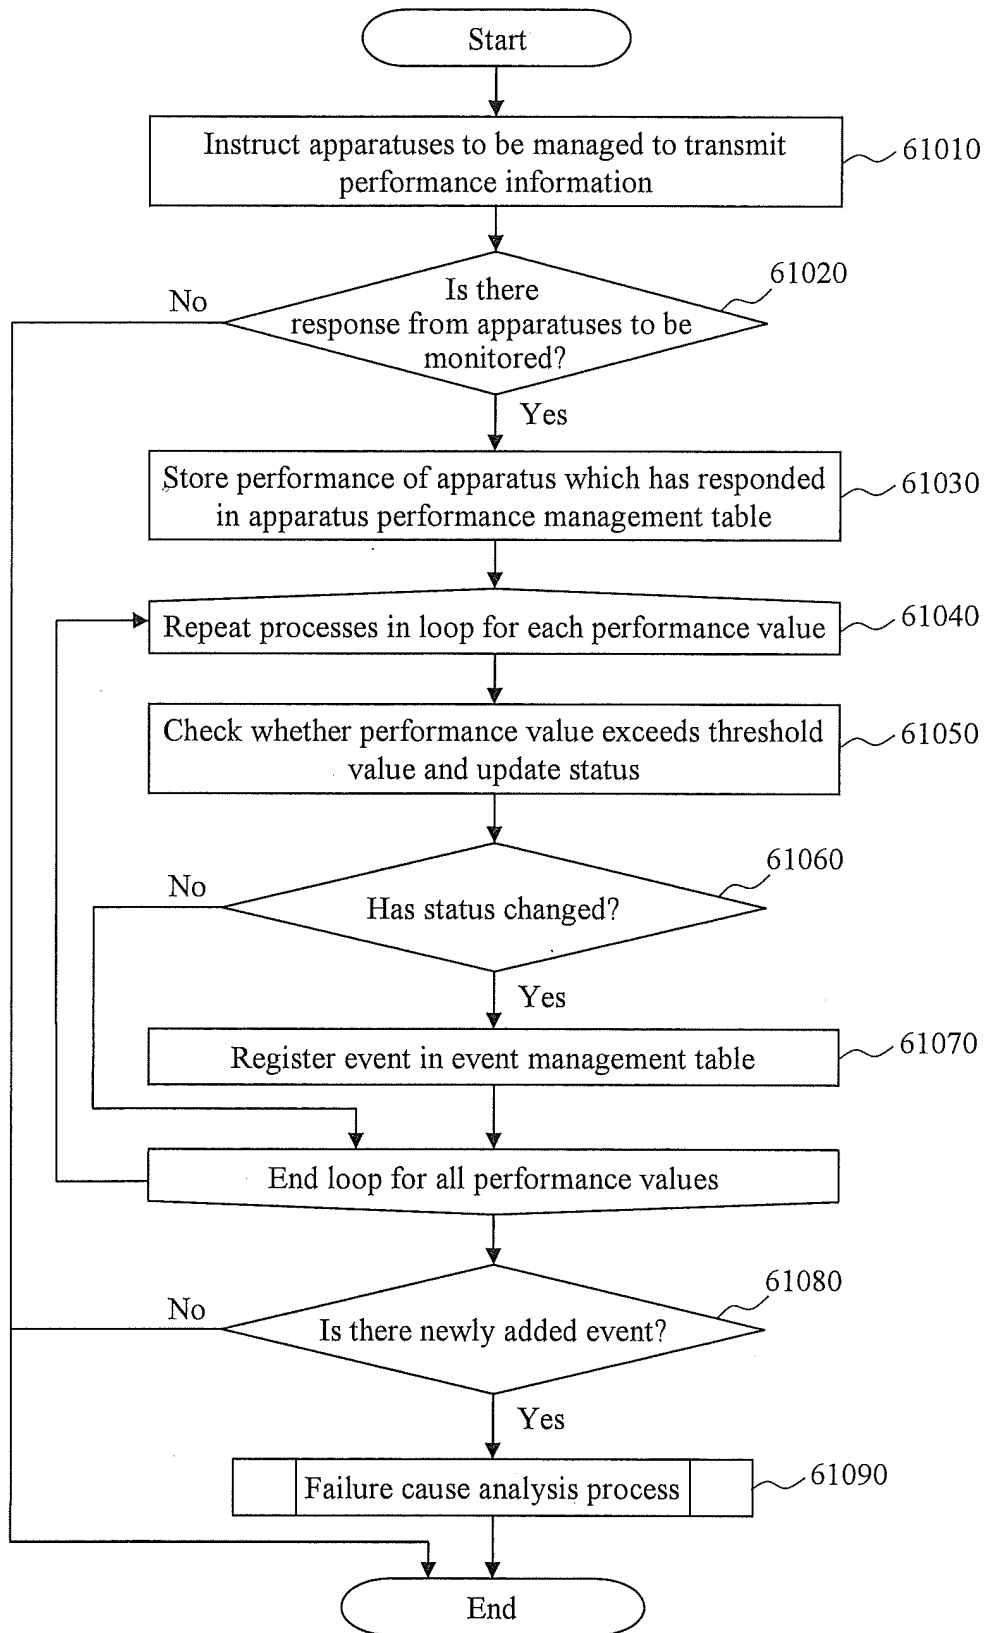 Start
Instruct apparatuses to be managed to transmit
performance information
61010
61020
Is there
response from apparatuses to be
monitored?
No
Yes
Store performance of apparatus which has responded
in apparatus performance management table
61030
Repeat processes in loop for each performance value
61040
Check whether performance value exceeds threshold
value and update status
61050
61060
Has status changed?
No
Yes
Register event in event management table
61070
End loop for all performance values
61080
Is there newly added event?
No
Yes
Failure cause analysis process
61090
End